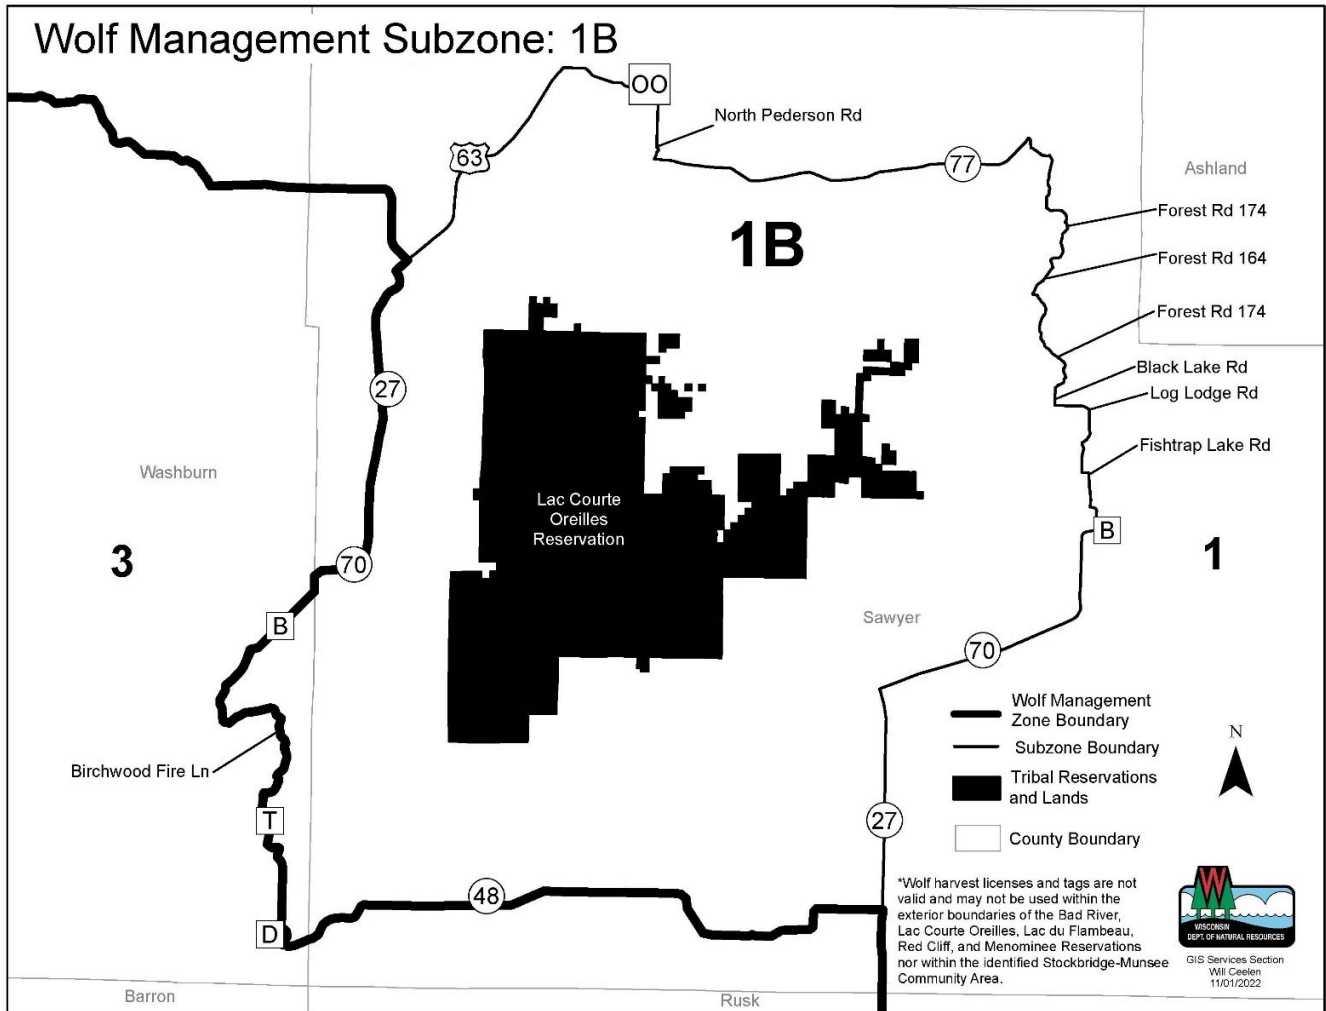 Wolf Management Subzone: 1B
OO
North Pederson Rd
63
77
Ashland
Forest Rd 174
1B
Forest Rd 164
Forest Rd 174
Black Lake Rd
27
Log Lodge Rd
Fishtrap Lake Rd
Washburn
Lac Courte
Oreilles
Reservation
B
3
70
1
B
Sawyer
70
Wolf Management
Zone Boundary
Subzone Boundary
N
Birchwood Fire Ln
Tribal Reservations
and Lands
T
27
County Boundary
48
D
*Wolf harvest licenses and tags are not
valid and may not be used within the
exterior boundaries of the Bad River,
Lac Courte Oreilles, Lac du Flambeau,
Red Cliff, and Menominee Reservations
nor within the identified Stockbridge-Munsee
Community Area.
W
WISCONSIN
DEPT. OF NATURAL RESOURCES
GIS Services Section
Will Ceelen
11/01/2022
Barron
Rusk